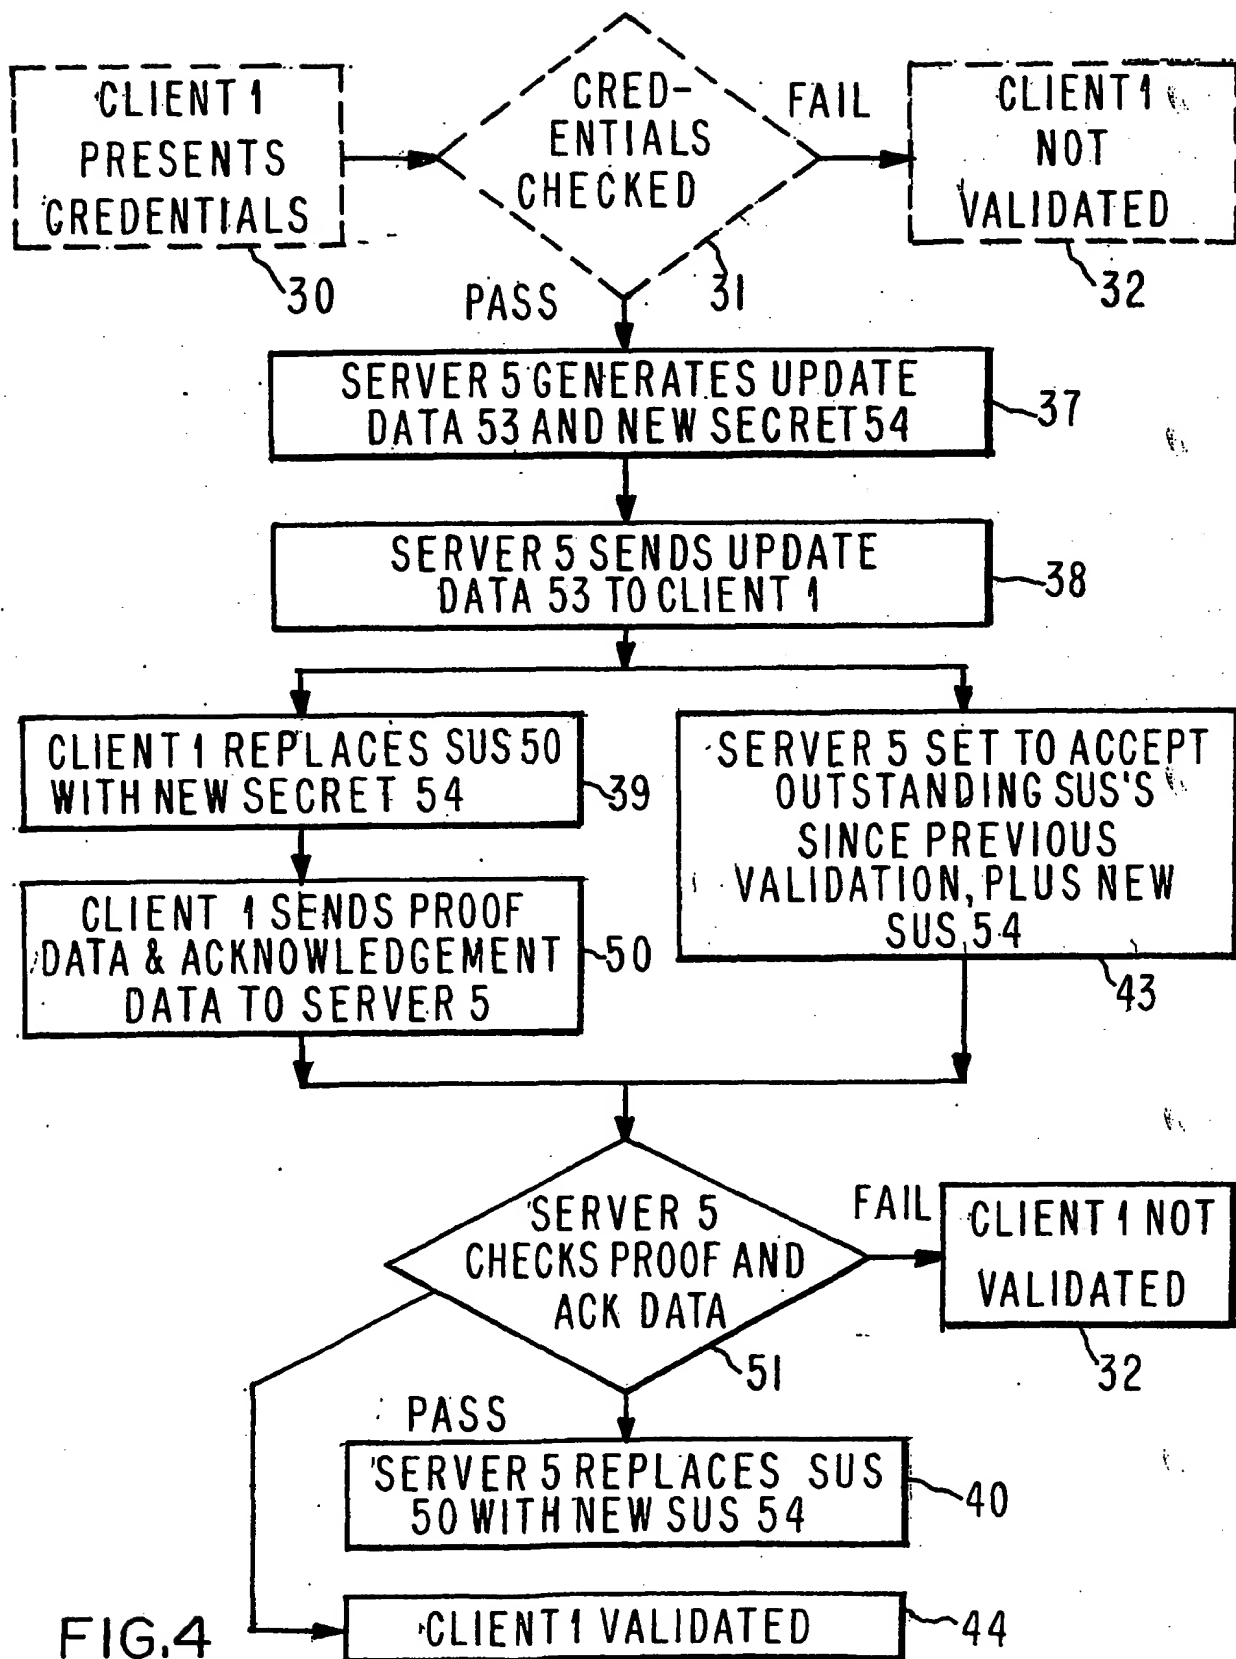 CLIENT 1
PRESENTS
CREDENTIALS
30
CRED-
ENTIALS
CHECKED
31
FAIL
CLIENT 1
NOT
VALIDATED
32
PASS
SERVER 5 GENERATES UPDATE
DATA 53 AND NEW SECRET 54
37
SERVER 5 SENDS UPDATE
DATA 53 TO CLIENT 1
38
CLIENT 1 REPLACES SUS 50
WITH NEW SECRET 54
39
SERVER 5 SET TO ACCEPT
OUTSTANDING SUS'S
SINCE PREVIOUS
VALIDATION, PLUS NEW
SUS 54
43
CLIENT 1 SENDS PROOF
DATA & ACKNOWLEDGEMENT
DATA TO SERVER 5
50
SERVER 5
CHECKS PROOF AND
ACK DATA
51
FAIL
CLIENT 1 NOT
VALIDATED
32
PASS
SERVER 5 REPLACES SUS
50 WITH NEW SUS 54
40
CLIENT 1 VALIDATED
44
FIG.4